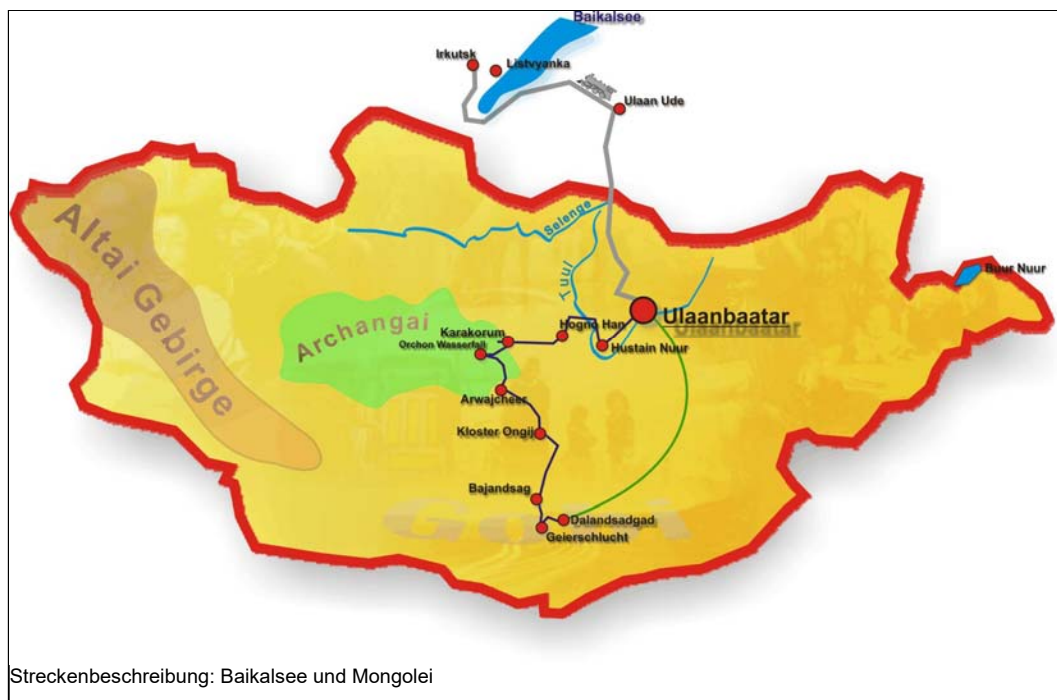 Baikalsee
Irkutsk
Listvyanka
Ulaan Ude
Altai Gebirge
Selenge
Tuul
Buur Nuur
Archangai
Ulaanbaatar
Hogno Han
Karakorum
Orchon Wasserfall
Hustain Nuur
Arwajcheer
Kloster Ongij
Bajandsag
Gobi
Dalandsadgad
Geierschlucht
Streckenbeschreibung: Baikalsee und Mongolei